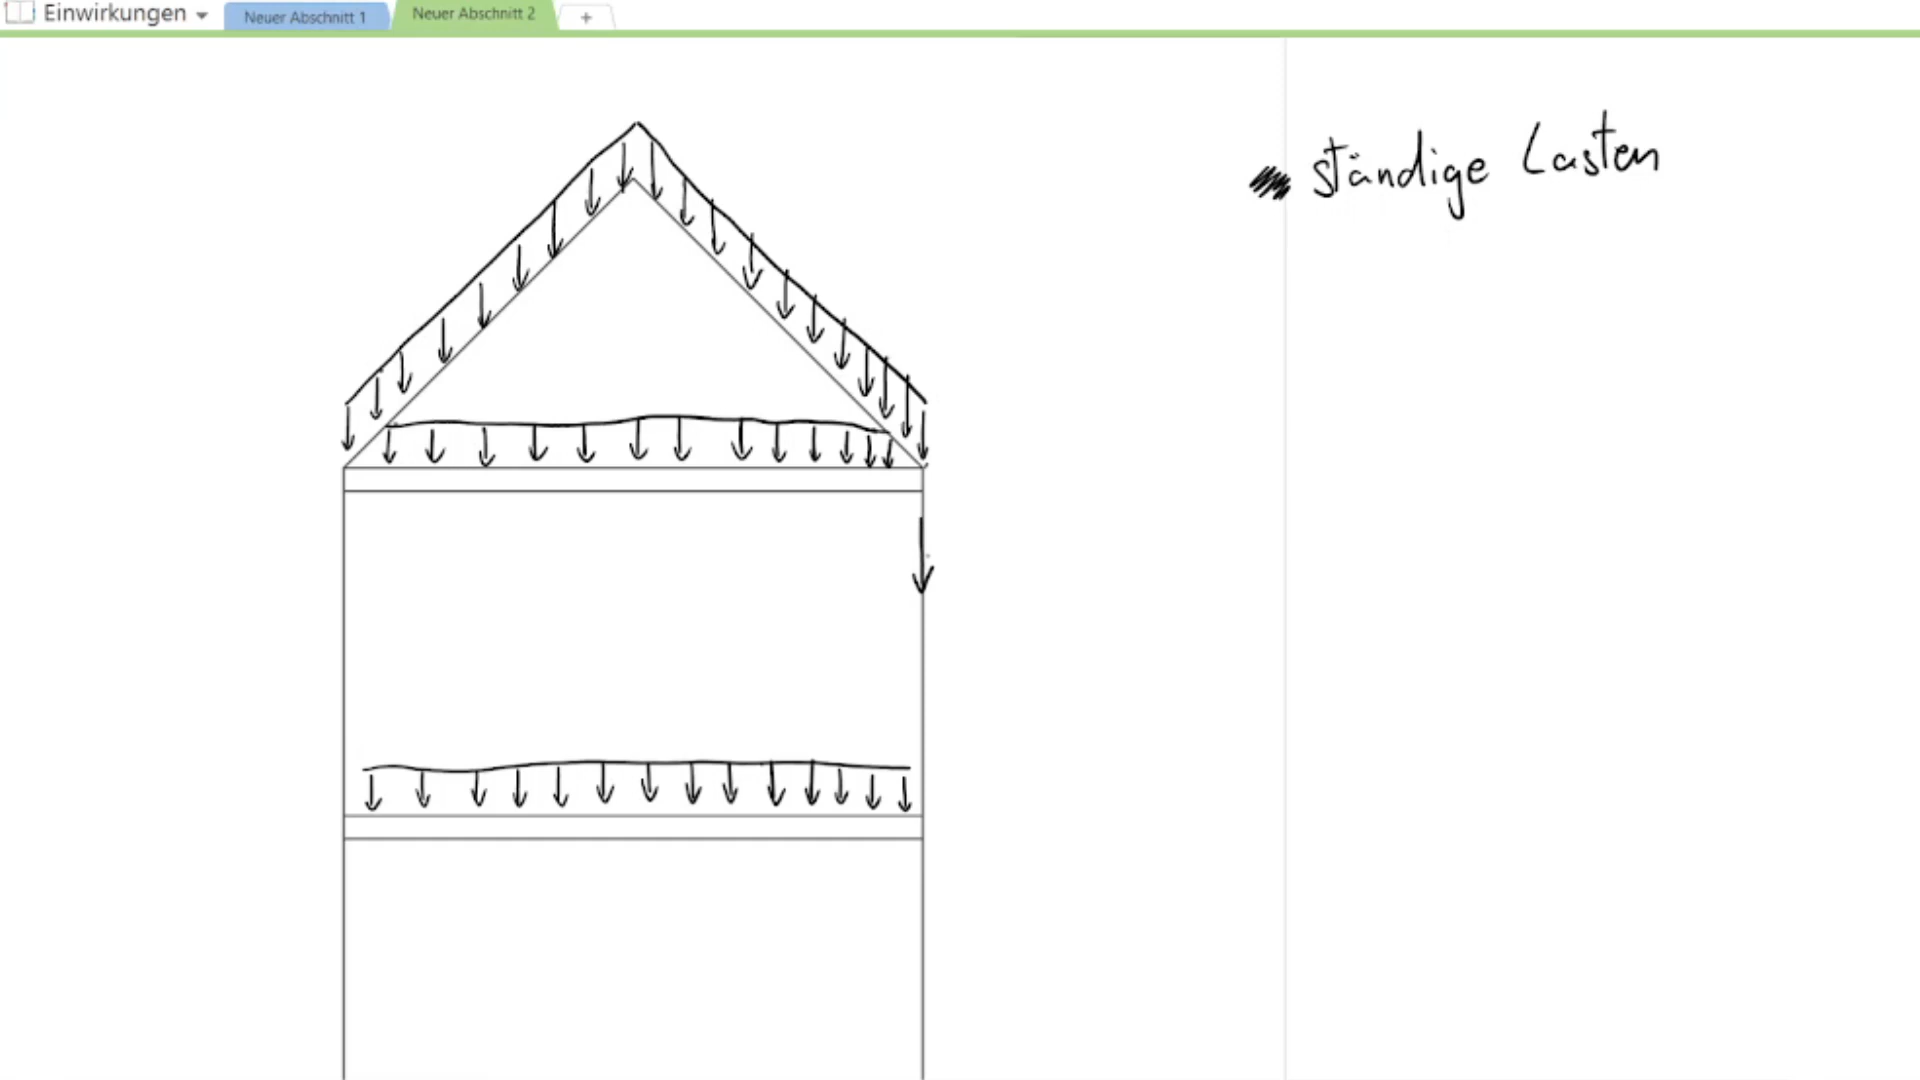 Einwirkungen
Neuer Abschnitt 1
Neuer Abschnitt 2
+
ständige Lasten